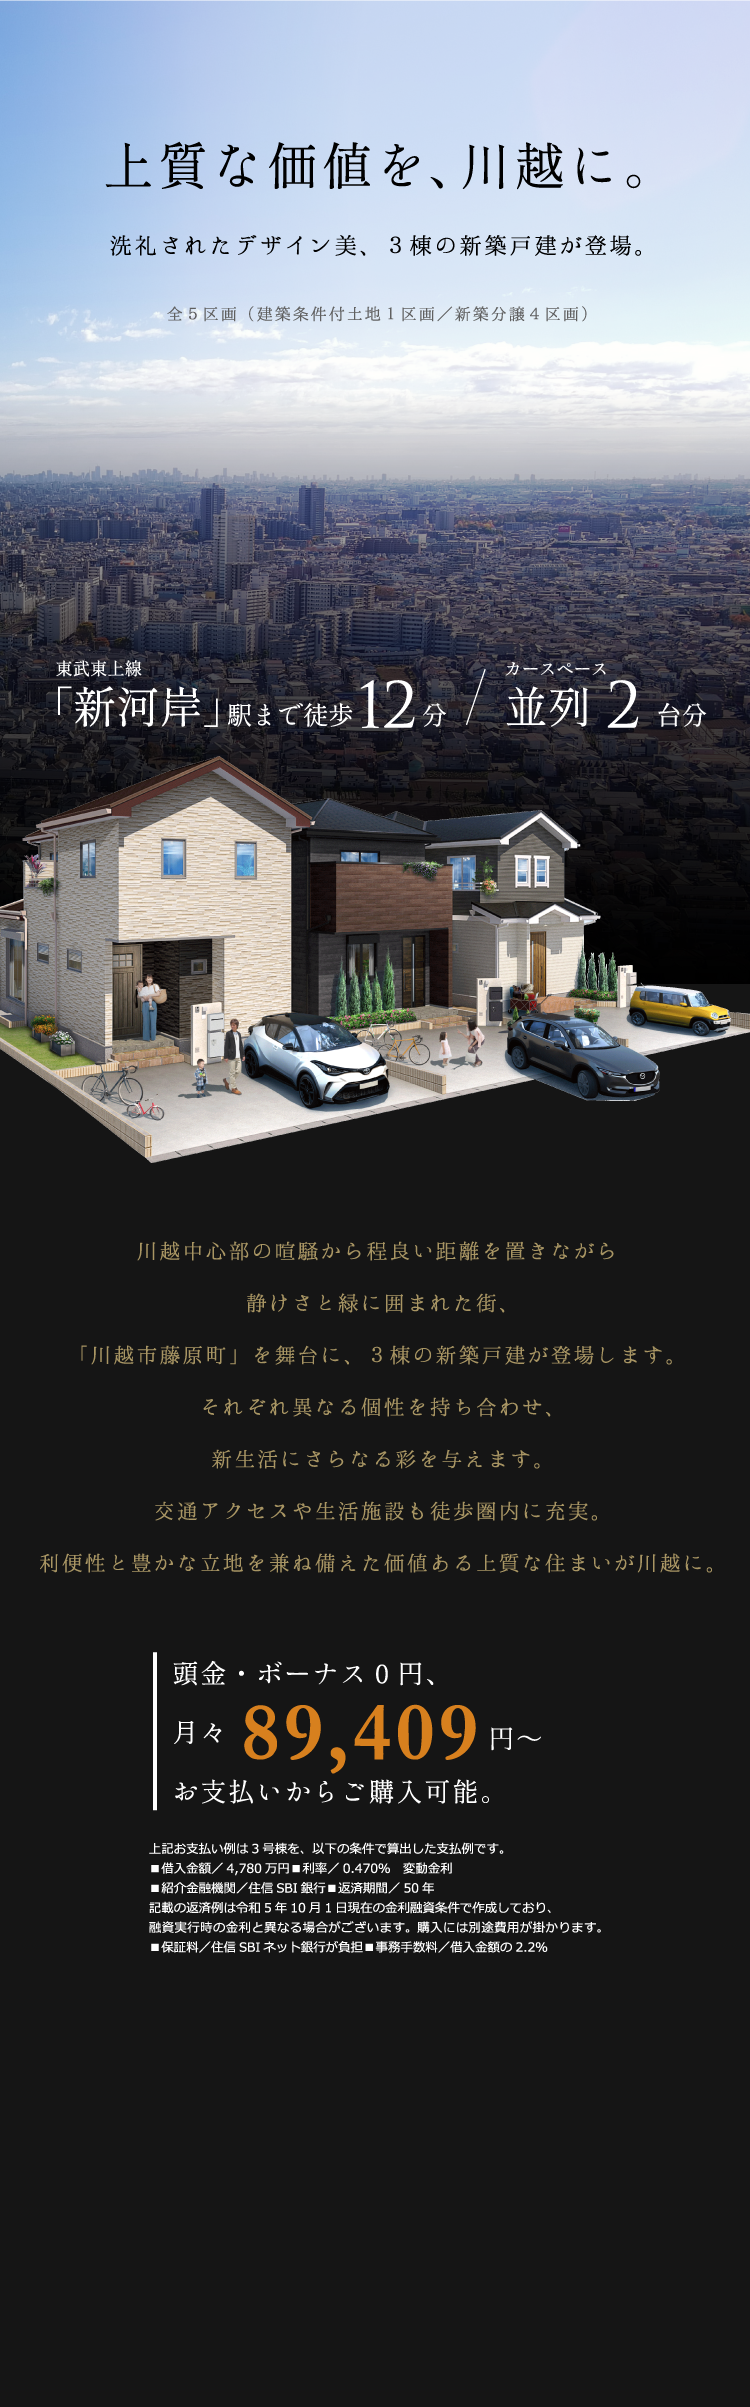 上質な価値を、川越に。
洗礼されたデザイン美、３棟の新築戸建が登場。
全５区画（建築条件付土地１区画／新築分譲４区画）
東武東上線
「新河岸」駅まで徒歩12分
カースペース
並列2台分
川越中心部の喧騒から程良い距離を置きながら
静けさと緑に囲まれた街、
「川越市藤原町」を舞台に、３棟の新築戸建が登場します。
それぞれ異なる個性を持ち合わせ、
新生活にさらなる彩を与えます。
交通アクセスや生活施設も徒歩圏内に充実。
利便性と豊かな立地を兼ね備えた価値ある上質な住まいが川越に。
頭金・ボーナス０円、
月々89,409円～
お支払いからご購入可能。
上記お支払い例は3号棟を、以下の条件で算出した支払例です。
■借入金額／4,780万円■利率／0.470%　変動金利
■紹介金融機関／住信SBI銀行■返済期間／50年
記載の返済例は令和5年10月1日現在の金利融資条件で作成しており、
融資実行時の金利と異なる場合がございます。購入には別途費用が掛かります。
■保証料／住信SBIネット銀行が負担■事務手数料／借入金額の2.2%